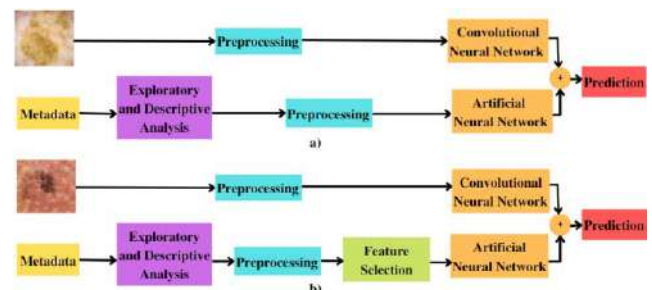 Preprocessing
Convolutional
Neural Network
+
Prediction
Metadata
Exploratory
and Descriptive
Analysis
Preprocessing
Artificial
Neural Network
a)
Preprocessing
Convolutional
Neural Network
+
Prediction
Metadata
Exploratory
and Descriptive
Analysis
Preprocessing
Feature
Selection
Artificial
Neural Network
b)